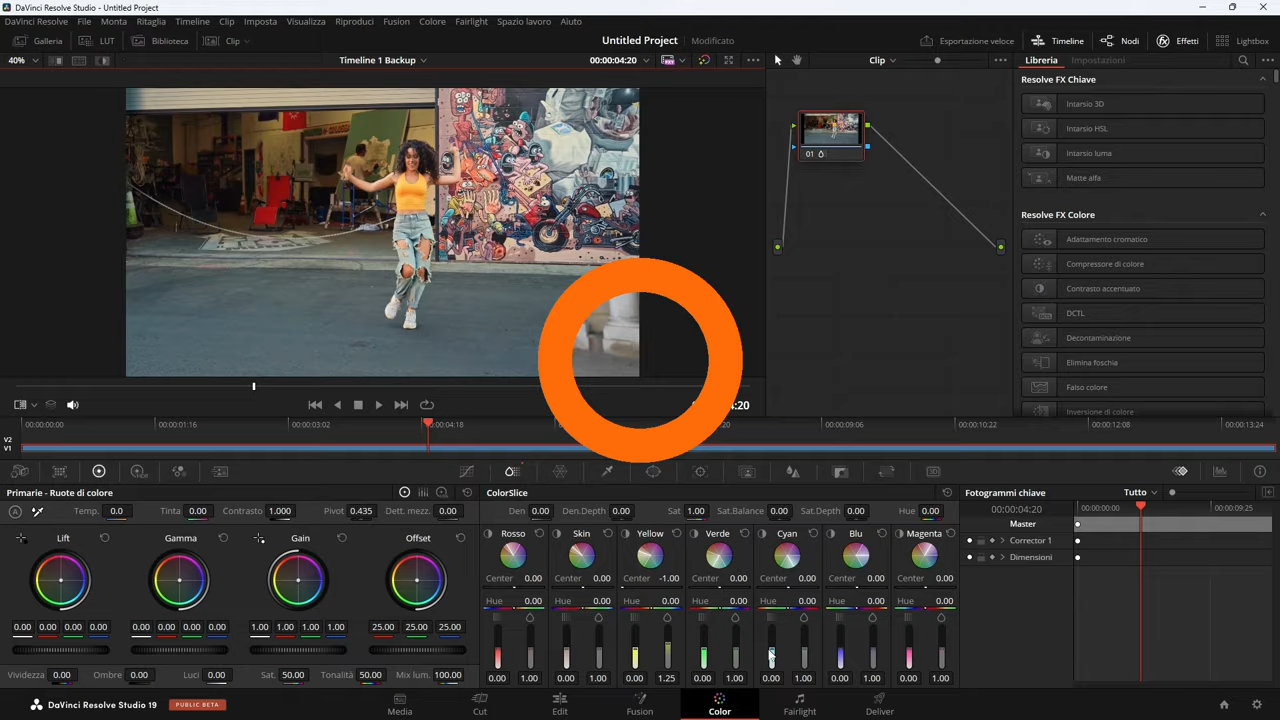 DaVinci Resolve Studio - Untitled Project
DaVinci Resolve File Monta Ritaglia Timeline Clip Imposta Visualizza Riproduci Fusion Colore Fairlight Spazio lavoro Aiuto
Galleria LUT Biblioteca Clip Untitled Project Modificato Esportazione veloce Timeline Nodi Effetti Lightbox
40% Timeline 1 Backup 00:00:04:20 Clip Libreria Impostazioni
Resolve FX Chiave
Intarsio 3D
Intarsio HSL
Intarsio luma
Matte alfa
01
Resolve FX Colore
Adattamento cromatico
Compressore di colore
Contrasto accentuato
DCTL
Decontaminazione
Elimina foschia
Falso colore
Inversione di colore
4:20
00:00:00:00 00:00:01:16 00:00:03:02 00:00:04:18 00:00:09:06 00:00:10:22 00:00:12:08 00:00:13:24
V2
V1
Primarie - Ruote di colore ColorSlice Fotogrammi chiave Tutto
Temp. 0.0 Tinta 0.00 Contrasto 1.000 Pivot 0.435 Dett. mezz. 0.00
Den 0.00 Den.Depth 0.00 Sat 1.00 Sat.Balance 0.00 Sat.Depth 0.00 Hue 0.00
00:00:04:20 00:00:00:00 00:00:09:25
Master
Corrector 1
Dimensioni
Lift Gamma Gain Offset
Rosso Skin Yellow Verde Cyan Blu Magenta
Center 0.00 Center 0.00 Center -1.00 Center 0.00 Center 0.00 Center 0.00 Center 0.00
Hue 0.00 Hue 0.00 Hue 0.00 Hue 0.00 Hue 0.00 Hue 0.00 Hue 0.00
0.00 0.00 0.00 0.00 0.00 0.00 0.00 0.00 1.00 1.00 1.00 1.00 25.00 25.00 25.00
Vividezza 0.00 Ombre 0.00 Luci 0.00 Sat. 50.00 Tonalità 50.00 Mix lum. 100.00
0.00 1.00 0.00 1.00 0.00 1.25 0.00 1.00 0.00 1.00 0.00 1.00 0.00 1.00
DaVinci Resolve Studio 19 PUBLIC BETA
Media Cut Edit Fusion Color Fairlight Deliver